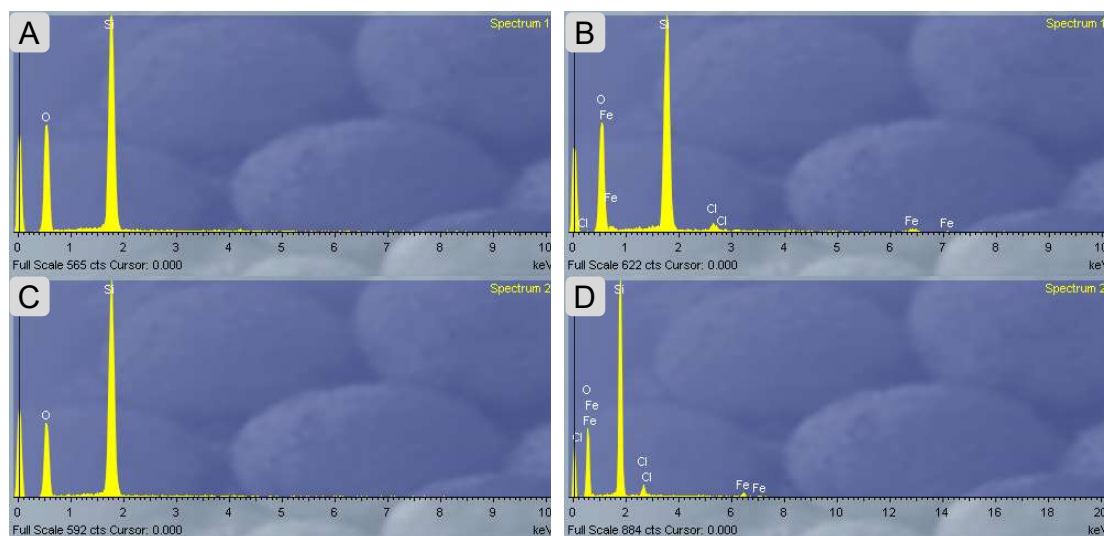 A
Spectrum 1
Si
O
0 1 2 3 4 5 6 7 8 9 10
Full Scale 565 cts Cursor: 0.000
keV
B
Spectrum 1
Si
O
Fe
Fe
Cl
Cl
Cl
Fe
Fe
0 1 2 3 4 5 6 7 8 9 10
Full Scale 622 cts Cursor: 0.000
keV
C
Spectrum 2
Si
O
0 1 2 3 4 5 6 7 8 9 10
Full Scale 592 cts Cursor: 0.000
keV
D
Spectrum 2
Si
O
Fe
Fe
Cl
Cl
Cl
Fe
Fe
0 2 4 6 8 10 12 14 16 18 20
Full Scale 884 cts Cursor: 0.000
keV